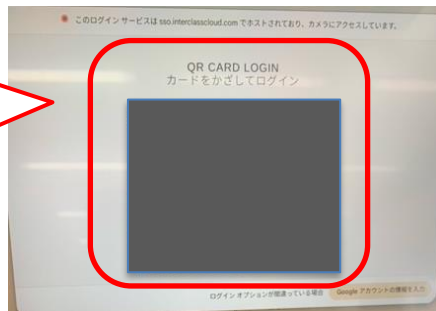 このログイン サービスは sso.interclasscloud.com でホストされており、カメラにアクセスしています。
QR CARD LOGIN
カードをかざしてログイン
ログイン オプションが間違っている場合
Google アカウントの情報を入力